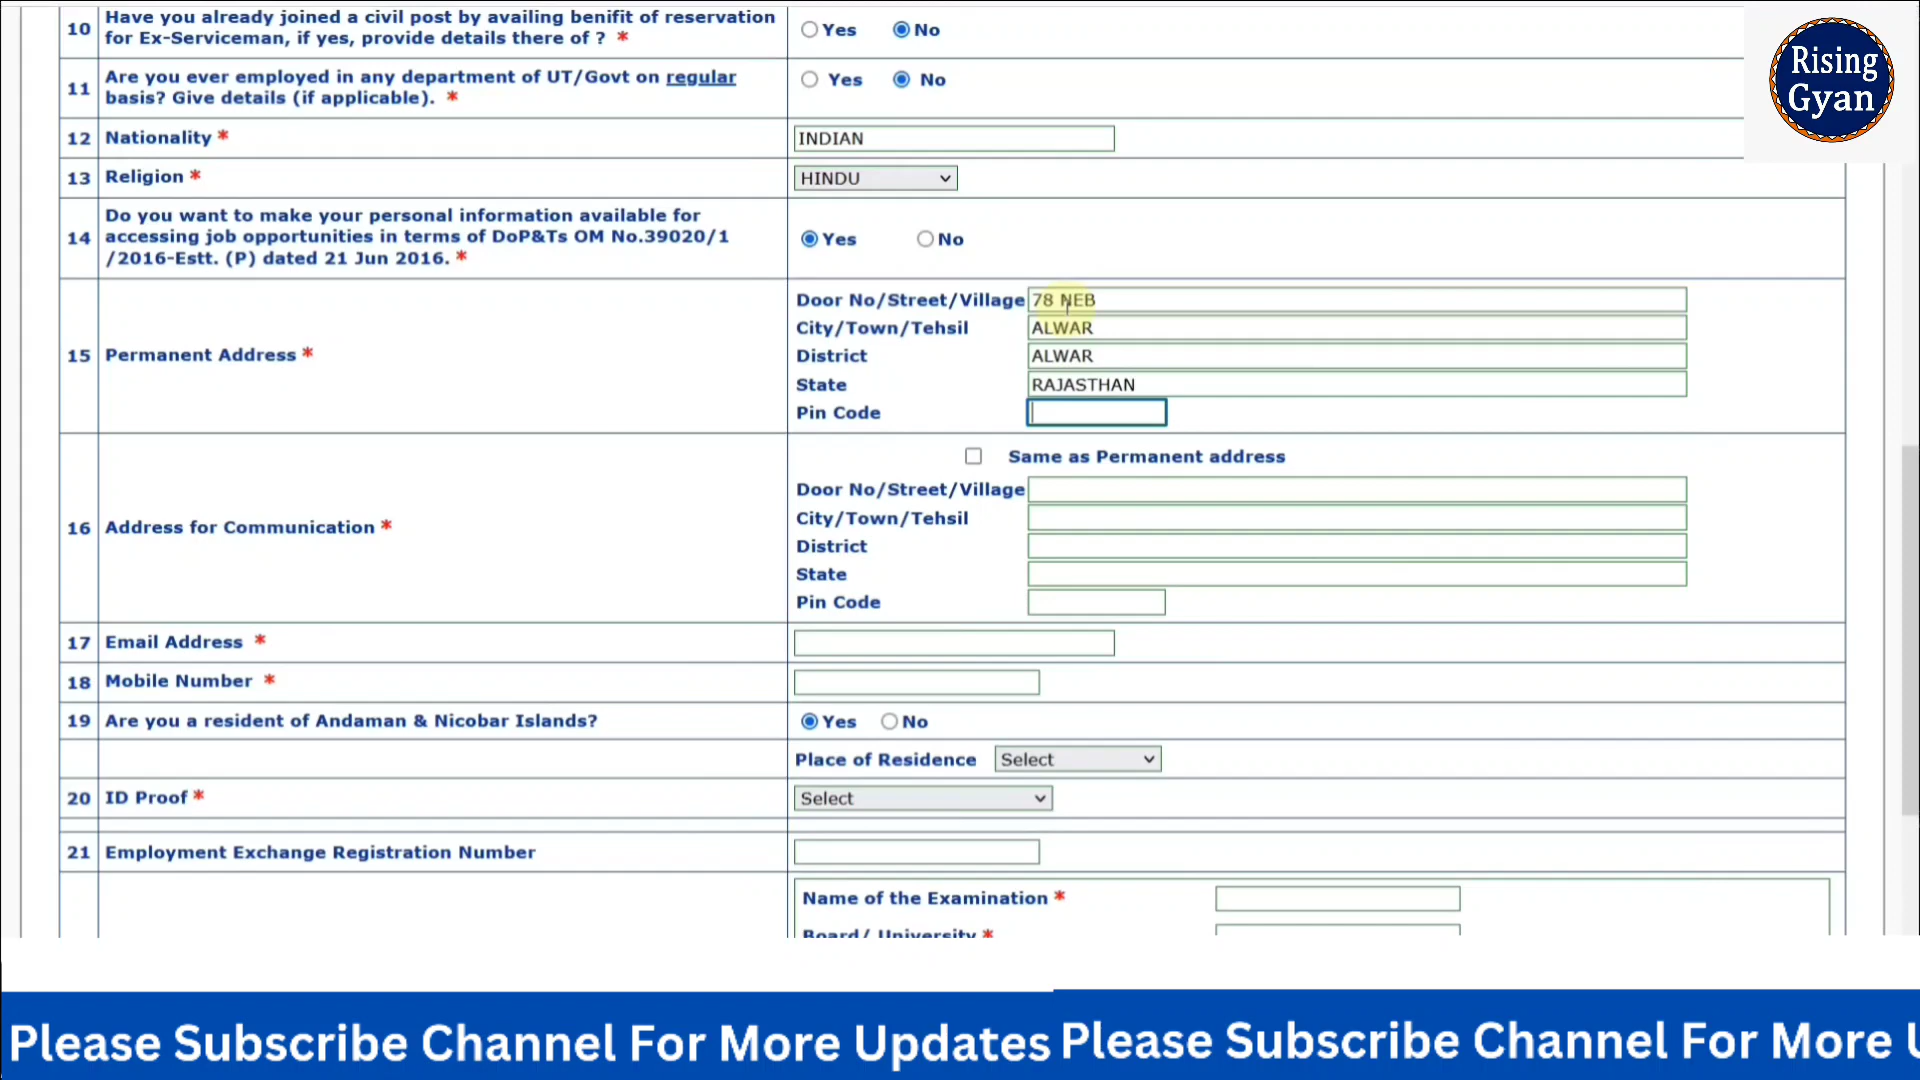 10 Have you already joined a civil post by availing benifit of reservation
for Ex-Serviceman, if yes, provide details there of ? *
Yes No
11 Are you ever employed in any department of UT/Govt on regular
basis? Give details (if applicable). *
Yes No
12 Nationality * INDIAN
13 Religion * HINDU
14 Do you want to make your personal information available for
accessing job opportunities in terms of DoP&Ts OM No.39020/1
/2016-Estt. (P) dated 21 Jun 2016. *
Yes No
15 Permanent Address *
Door No/Street/Village 78 NEB
City/Town/Tehsil ALWAR
District ALWAR
State RAJASTHAN
Pin Code
16 Address for Communication *
Same as Permanent address
Door No/Street/Village
City/Town/Tehsil
District
State
Pin Code
17 Email Address *
18 Mobile Number *
19 Are you a resident of Andaman & Nicobar Islands? Yes No
Place of Residence Select
20 ID Proof * Select
21 Employment Exchange Registration Number
Name of the Examination *
Board/ University *
Rising
Gyan
Please Subscribe Channel For More Updates Please Subscribe Channel For More U